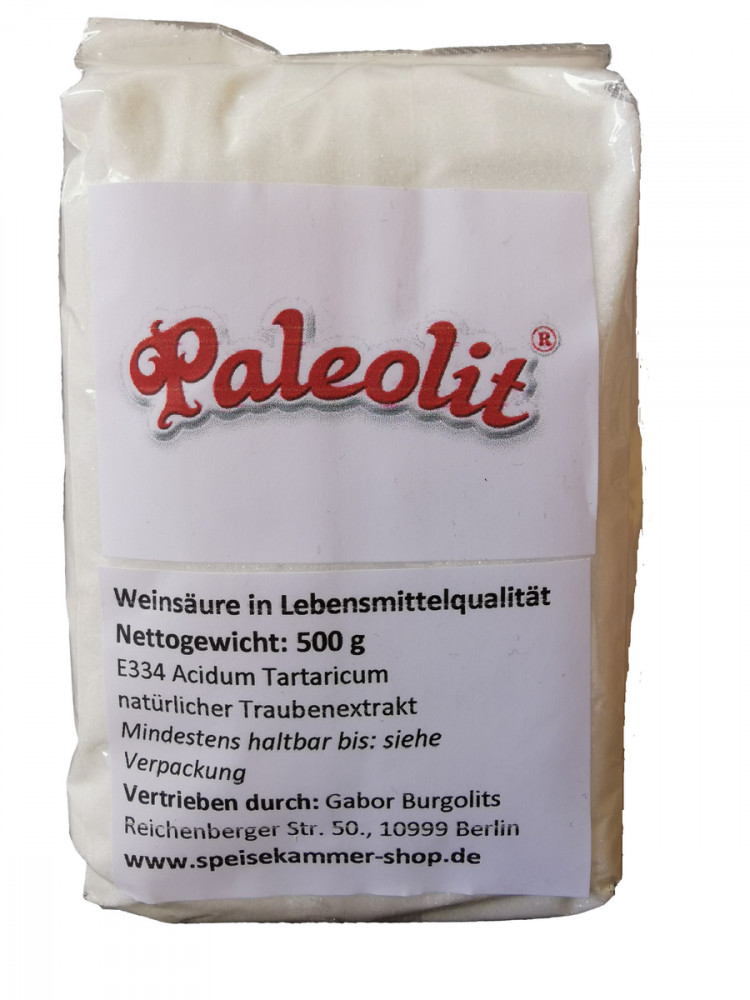 Paleolit®
Weinsäure in Lebensmittelqualität
Nettogewicht: 500 g
E334 Acidum Tartaricum
natürlicher Traubenextrakt
Mindestens haltbar bis: siehe
Verpackung
Vertrieben durch: Gabor Burgolits
Reichenberger Str. 50., 10999 Berlin
www.speisekammer-shop.de